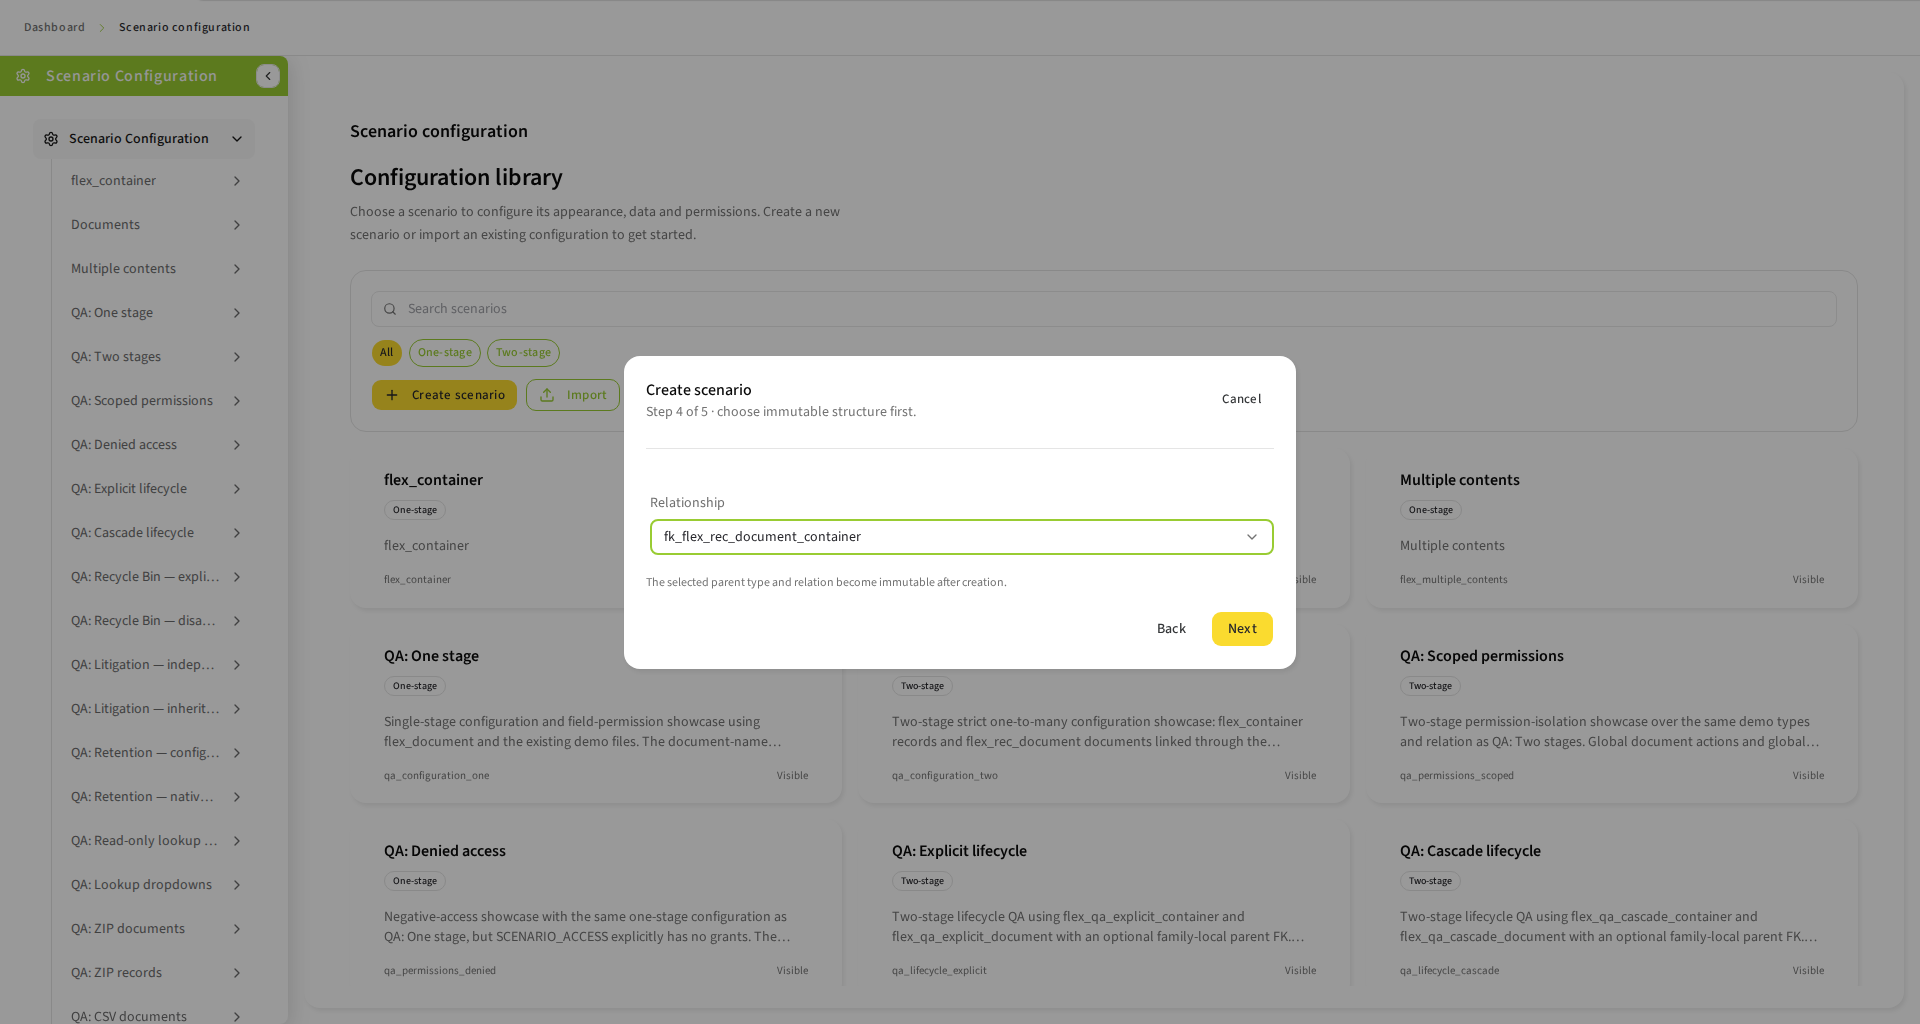 Dashboard
Scenario configuration
Scenario Configuration
Scenario Configuration
flex_container
Documents
Multiple contents
QA: One stage
QA: Two stages
QA: Scoped permissions
QA: Denied access
QA: Explicit lifecycle
QA: Cascade lifecycle
QA: Recycle Bin — expli…
QA: Recycle Bin — disa…
QA: Litigation — indep…
QA: Litigation — inherit…
QA: Retention — config…
QA: Retention — nativ…
QA: Read-only lookup …
QA: Lookup dropdowns
QA: ZIP documents
QA: ZIP records
QA: CSV documents
Scenario configuration
Configuration library
Choose a scenario to configure its appearance, data and permissions. Create a new
scenario or import an existing configuration to get started.
Search scenarios
All
One-stage
Two-stage
Create scenario
Import
Create scenario
Step 4 of 5 · choose immutable structure first.
Cancel
Relationship
fk_flex_rec_document_container
The selected parent type and relation become immutable after creation.
Back
Next
flex_container
One-stage
flex_container
flex_container
sible
Multiple contents
One-stage
Multiple contents
flex_multiple_contents
Visible
QA: One stage
One-stage
Single-stage configuration and field-permission showcase using
flex_document and the existing demo files. The document-name…
qa_configuration_one
Visible
Two-stage
Two-stage strict one-to-many configuration showcase: flex_container
records and flex_rec_document documents linked through the…
qa_configuration_two
Visible
QA: Scoped permissions
Two-stage
Two-stage permission-isolation showcase over the same demo types
and relation as QA: Two stages. Global document actions and global…
qa_permissions_scoped
Visible
QA: Denied access
One-stage
Negative-access showcase with the same one-stage configuration as
QA: One stage, but SCENARIO_ACCESS explicitly has no grants. The…
qa_permissions_denied
Visible
QA: Explicit lifecycle
Two-stage
Two-stage lifecycle QA using flex_qa_explicit_container and
flex_qa_explicit_document with an optional family-local parent FK.…
qa_lifecycle_explicit
Visible
QA: Cascade lifecycle
Two-stage
Two-stage lifecycle QA using flex_qa_cascade_container and
flex_qa_cascade_document with an optional family-local parent FK.…
qa_lifecycle_cascade
Visible